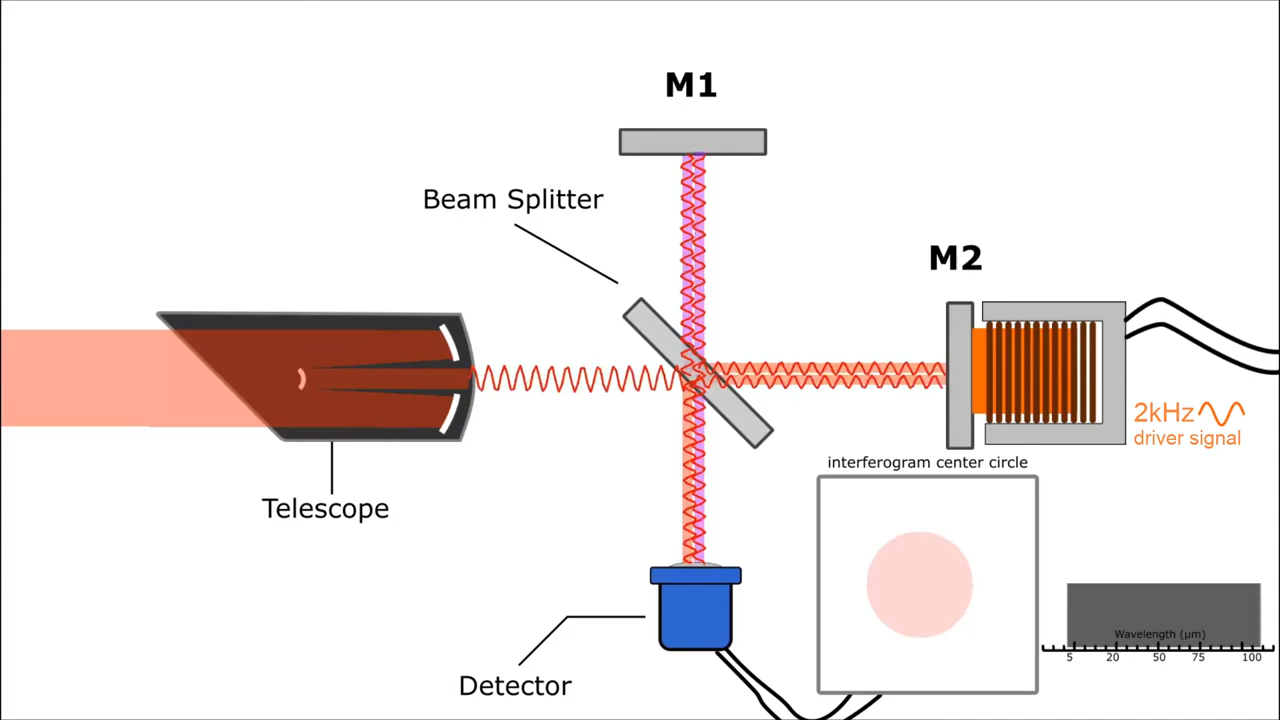 M1
Beam Splitter
M2
2kHz
driver signal
interferogram center circle
Telescope
Detector
Wavelength (µm)
5 20 50 75 100